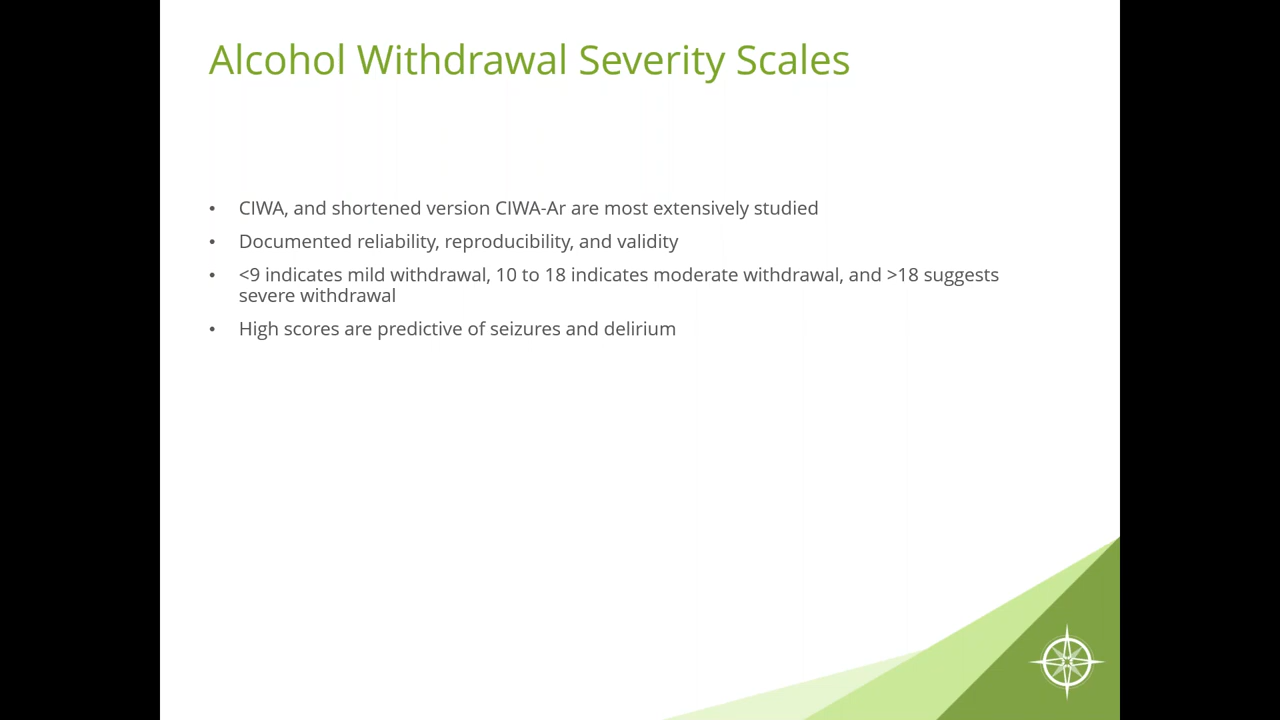 Alcohol Withdrawal Severity Scales
• CIWA, and shortened version CIWA-Ar are most extensively studied
• Documented reliability, reproducibility, and validity
• <9 indicates mild withdrawal, 10 to 18 indicates moderate withdrawal, and >18 suggests
severe withdrawal
• High scores are predictive of seizures and delirium